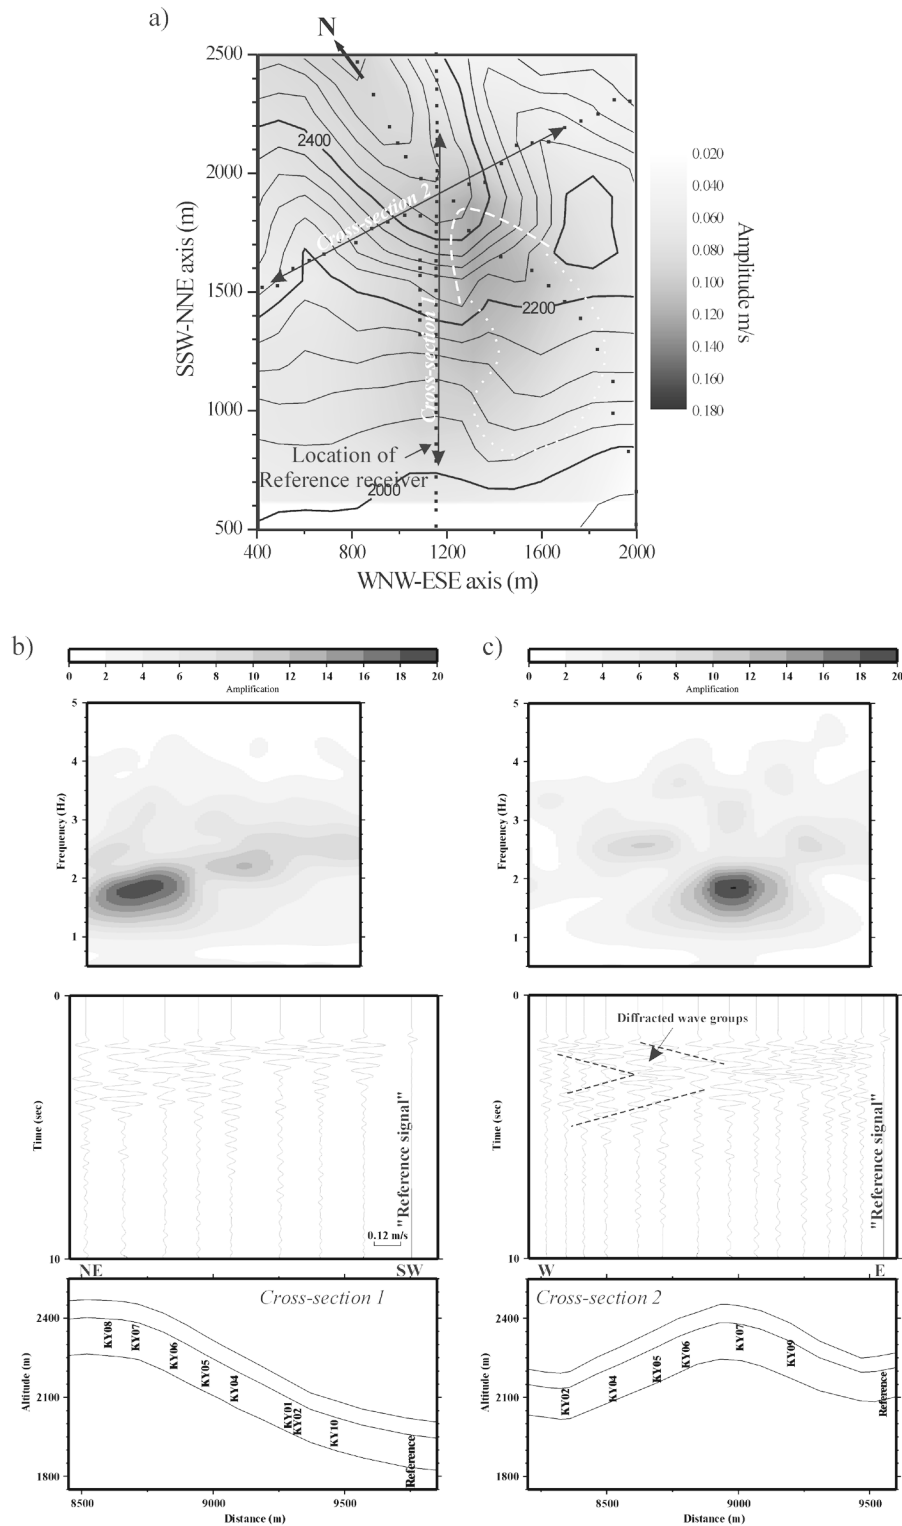 a)
N
2500
2000
1500
1000
500
SSW-NNE axis (m)
2400
2200
2000
Cross-section 2
Cross-section 1
Location of
Reference receiver
400 800 1200 1600 2000
WNW-ESE axis (m)
0.020
0.040
0.060
0.080
0.100
0.120
0.140
0.160
0.180
Amplitude m/s
b)
0 2 4 6 8 10 12 14 16 18 20
Amplification
5
4
3
2
1
Frequency (Hz)
0
10
Time (sec)
"Reference signal"
0.12 m/s
NE SW
Cross-section 1
2400
2100
1800
Altitude (m)
KY08
KY07
KY06
KY05
KY04
KY01
KY02
KY10
Reference
8500 9000 9500
Distance (m)
c)
0 2 4 6 8 10 12 14 16 18 20
Amplification
5
4
3
2
1
Frequency (Hz)
0
10
Time (sec)
Diffracted wave groups
"Reference signal"
W E
Cross-section 2
2400
2100
1800
Altitude (m)
KY02
KY04
KY05
KY06
KY07
KY09
Reference
8500 9000 9500
Distance (m)